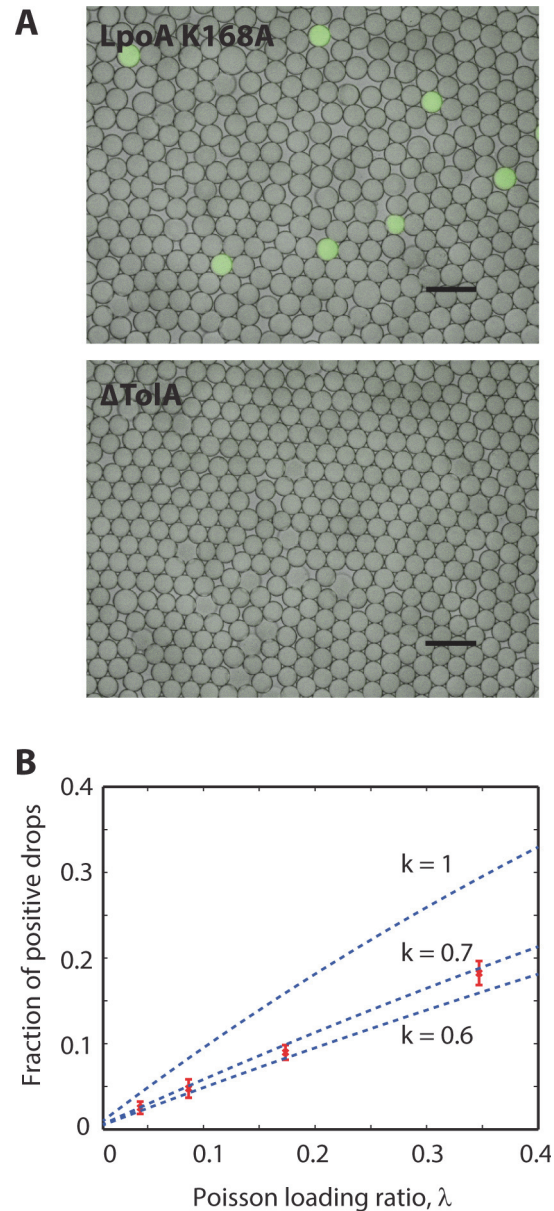 A
LpoA K168A
ΔTolA
B
Fraction of positive drops
0.4
0.3
0.2
0.1
0
k = 1
k = 0.7
k = 0.6
0
0.1
0.2
0.3
0.4
Poisson loading ratio, λ